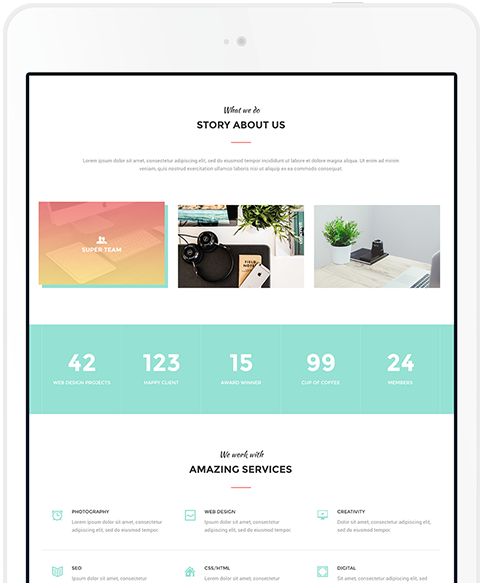 What we do
STORY ABOUT US
Lorem ipsum dolor sit amet, consectetur adipiscing elit, sed do eiusmod tempor incididunt ut labore et dolore magna aliqua. Ut enim ad minim
veniam, quis nostrud exercitation ullamco laboris nisi ut aliquip ex ea commodo consequat.
SUPER TEAM
FIELD NOTES
42
WEB DESIGN PROJECTS
123
HAPPY CLIENT
15
AWARD WINNER
99
CUP OF COFFEE
24
MEMBERS
We work with
AMAZING SERVICES
PHOTOGRAPHY
Lorem ipsum dolor sit amet, consectetur
adipiscing elit, sed do eiusmod tempor.
WEB DESIGN
Lorem ipsum dolor sit amet,
sed do eiusmod tempor.
CREATIVITY
Dolor sit amet, consectetur adipiscing
elit, sed do eiusmod tempor.
SEO
Lorem ipsum dolor sit amet, consectetur
CSS/HTML
Lorem ipsum dolor sit amet,
DIGITAL
Sit amet, consectetur adipiscing elit, sed